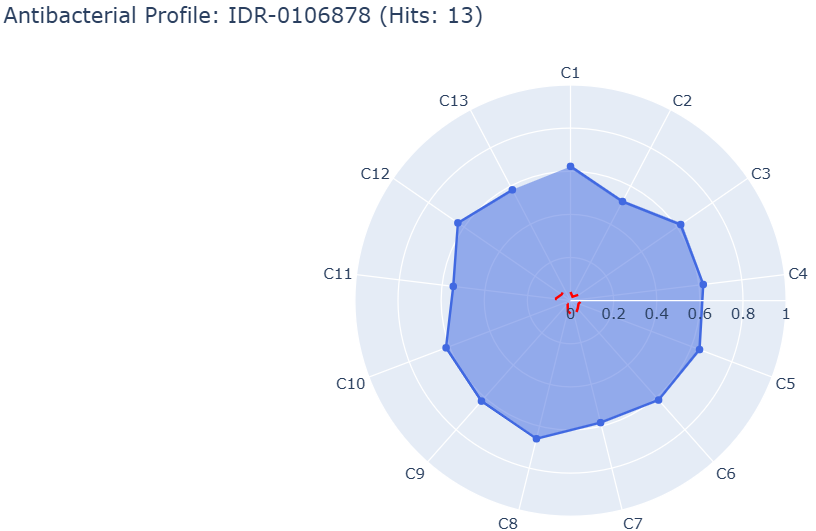 Antibacterial Profile: IDR-0106878 (Hits: 13)
C1
C13
C2
C12
C3
C11
C4
0 0.2 0.4 0.6 0.8 1
C10
C5
C9
C6
C8
C7